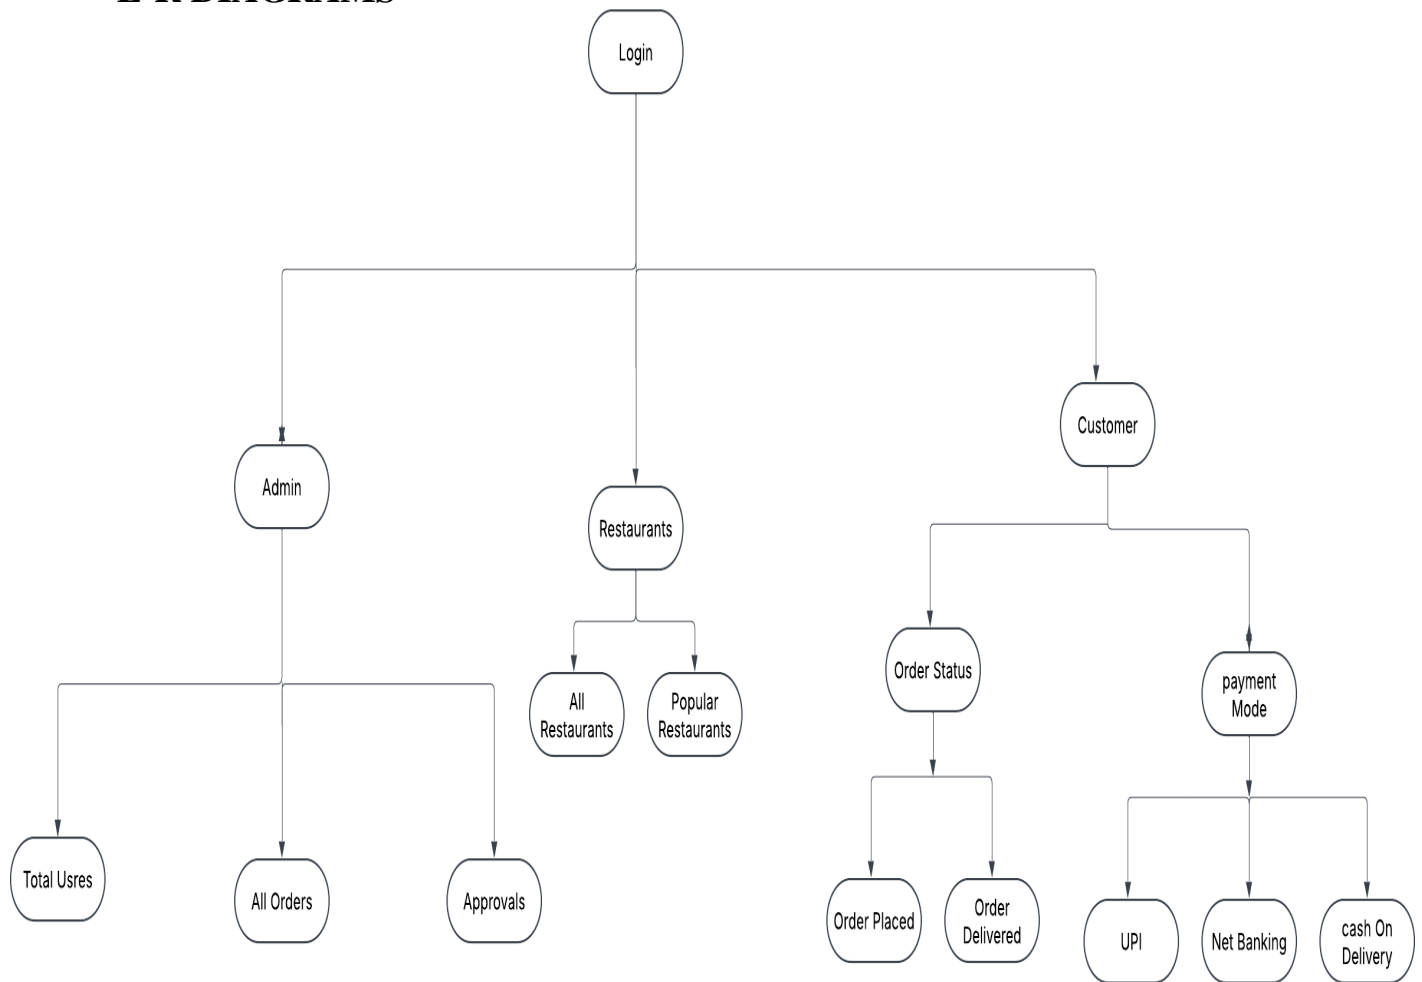 E-R DIAGRAMS
Login
Customer
Admin
Restaurants
Order Status
payment
Mode
All
Restaurants
Popular
Restaurants
Total Usres
All Orders
Approvals
Order Placed
Order
Delivered
UPI
Net Banking
cash On
Delivery